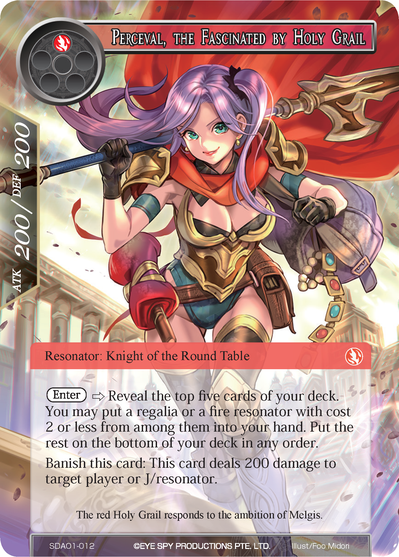 Perceval, the Fascinated by Holy Grail
ATK 200 / DEF 200
Resonator: Knight of the Round Table
Enter ⇨ Reveal the top five cards of your deck.
You may put a regalia or a fire resonator with cost
2 or less from among them into your hand. Put the
rest on the bottom of your deck in any order.
Banish this card: This card deals 200 damage to
target player or J/resonator.
The red Holy Grail responds to the ambition of Melgis.
SDAO1-012 ©EYE SPY PRODUCTIONS PTE. LTD. Illust/Foo Midori